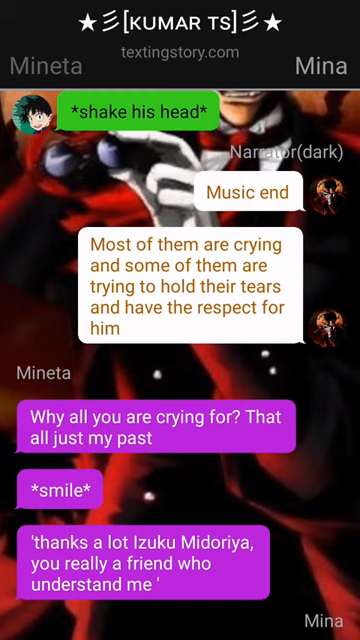 ★彡[ᴋᴜᴍᴀʀ ᴛs]彡★
textingstory.com
Mineta
Mina
*shake his head*
Narrator(dark)
Music end
Most of them are crying
and some of them are
trying to hold their tears
and have the respect for
him
Mineta
Why all you are crying for? That
all just my past
*smile*
'thanks a lot Izuku Midoriya,
you really a friend who
understand me '
Mina